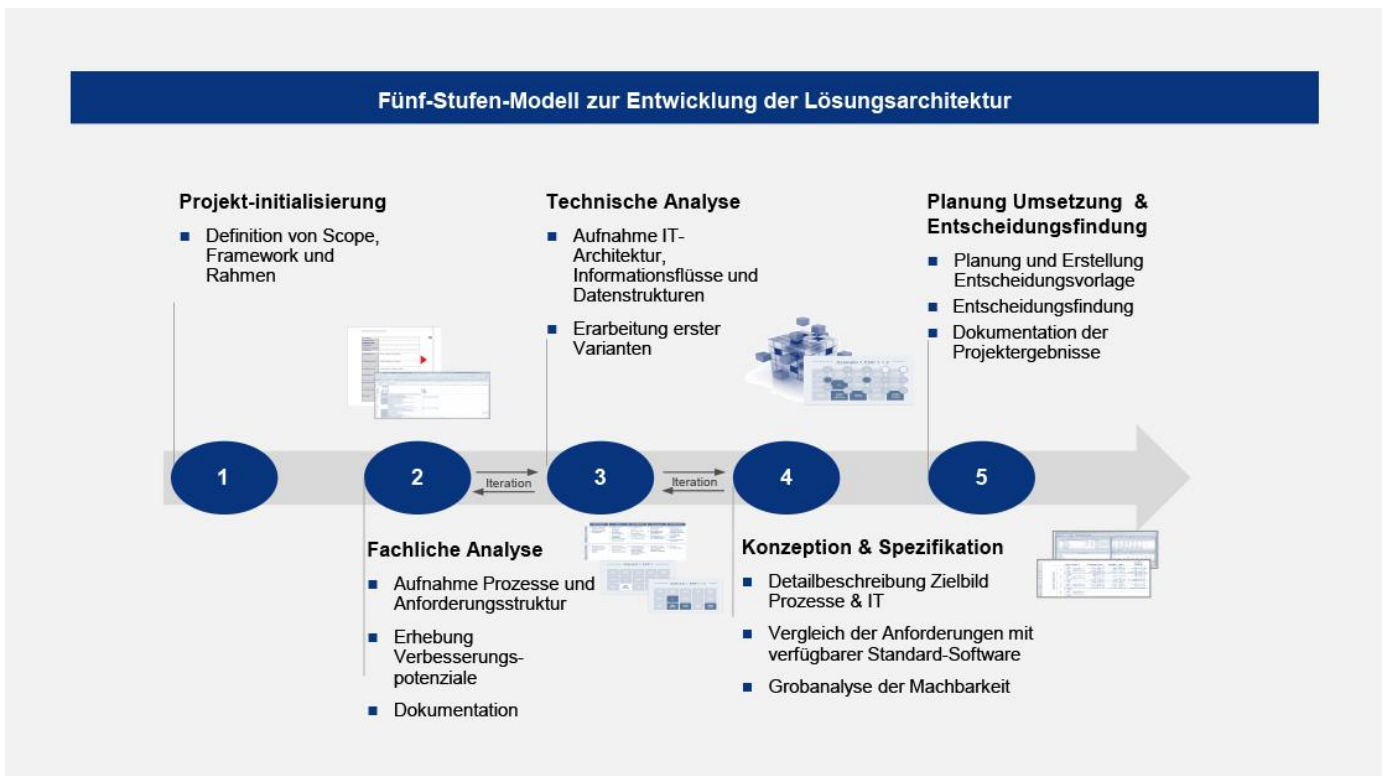 Fünf-Stufen-Modell zur Entwicklung der Lösungsarchitektur
Projekt-initialisierung
Definition von Scope,
Framework und
Rahmen
Technische Analyse
Aufnahme IT-
Architektur,
Informationsflüsse und
Datenstrukturen
Erarbeitung erster
Varianten
Planung Umsetzung &
Entscheidungsfindung
Planung und Erstellung
Entscheidungsvorlage
Entscheidungsfindung
Dokumentation der
Projektergebnisse
1
2
Iteration
3
Iteration
4
5
Fachliche Analyse
Aufnahme Prozesse und
Anforderungsstruktur
Erhebung
Verbesserungs-
potenziale
Dokumentation
Konzeption & Spezifikation
Detailbeschreibung Zielbild
Prozesse & IT
Vergleich der Anforderungen mit
verfügbarer Standard-Software
Grobanalyse der Machbarkeit